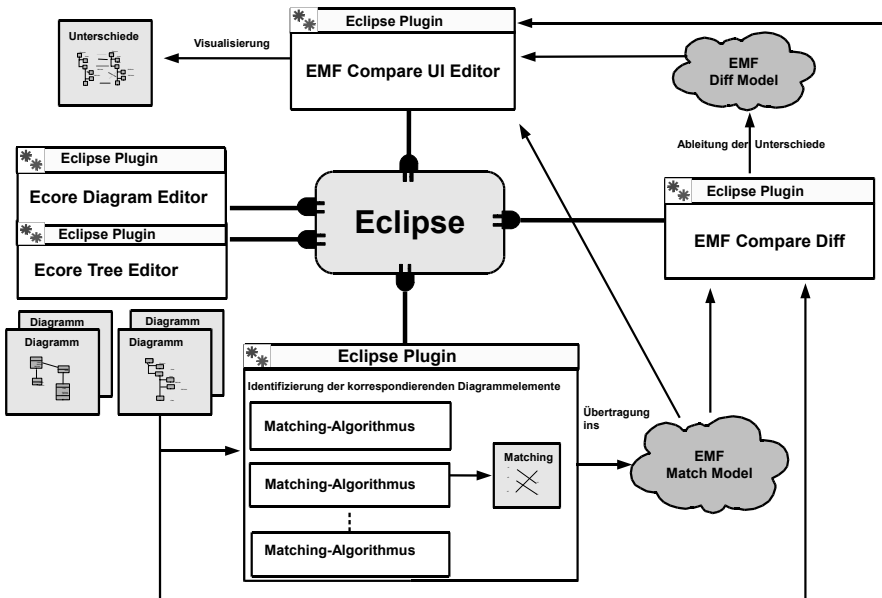 Eclipse Plugin
EMF Compare UI Editor
Unterschiede
Visualisierung
EMF
Diff Model
Ableitung der Unterschiede
Eclipse Plugin
Ecore Diagram Editor
Eclipse Plugin
Ecore Tree Editor
Eclipse
Eclipse Plugin
EMF Compare Diff
Diagramm
Diagramm
Diagramm
Diagramm
Eclipse Plugin
Identifizierung der korrespondierenden Diagrammelemente
Matching-Algorithmus
Matching-Algorithmus
Matching-Algorithmus
Matching
Übertragung
ins
EMF
Match Model